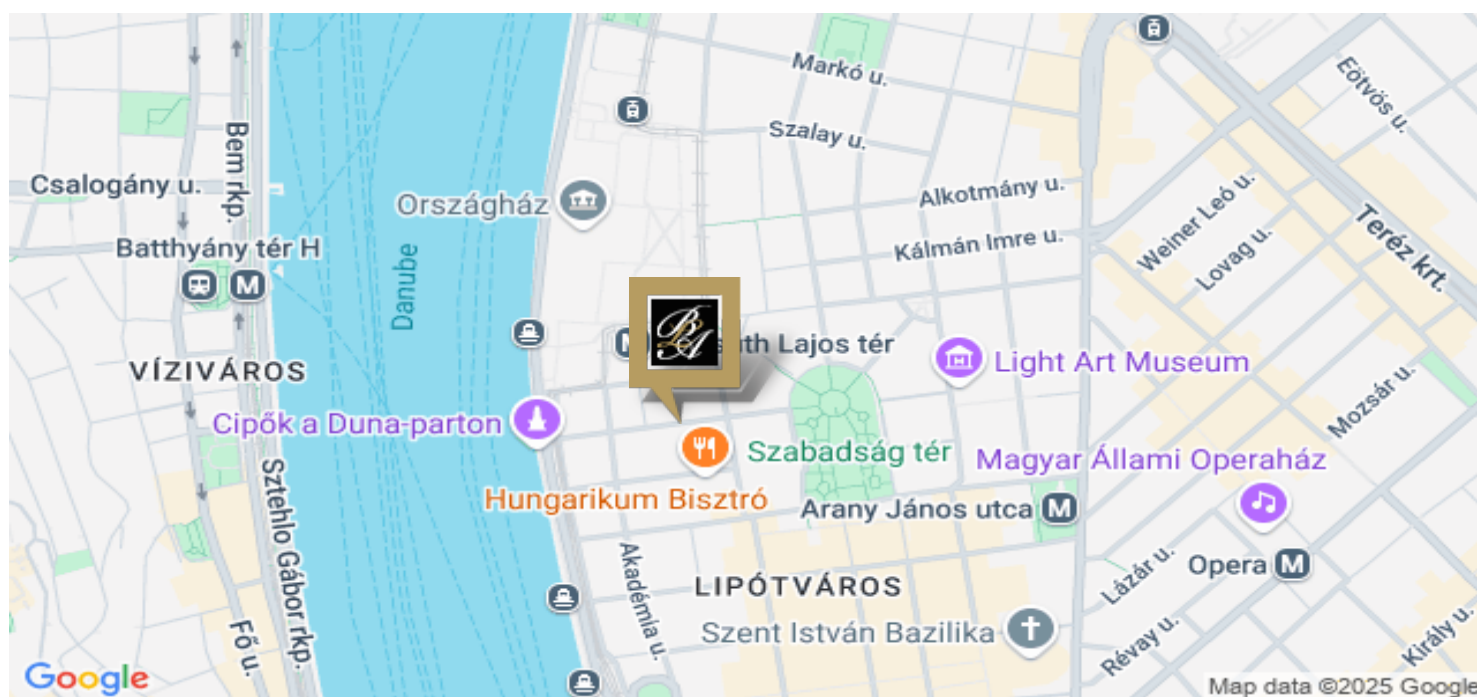 Markó u.
Eötvös u.
Szalay u.
Csalogány u.
Bem rkp.
Országház
Alkotmány u.
Weiner Leó u.
Teréz krt.
Batthyány tér H
M
Danube
Kálmán Imre u.
Lovag u.
BLA
Lajos tér
VÍZIVÁROS
Light Art Museum
Mozsár u.
Cipők a Duna-parton
Szabadság tér
Magyar Állami Operaház
Hungarikum Bisztró
Arany János utca M
Sztehlo Gábor rkp.
Akadémia u.
LIPÓTVÁROS
Lázár u.
Opera M
Fő u.
Szent István Bazilika
Révay u.
Király u.
Google
Map data ©2025 Google